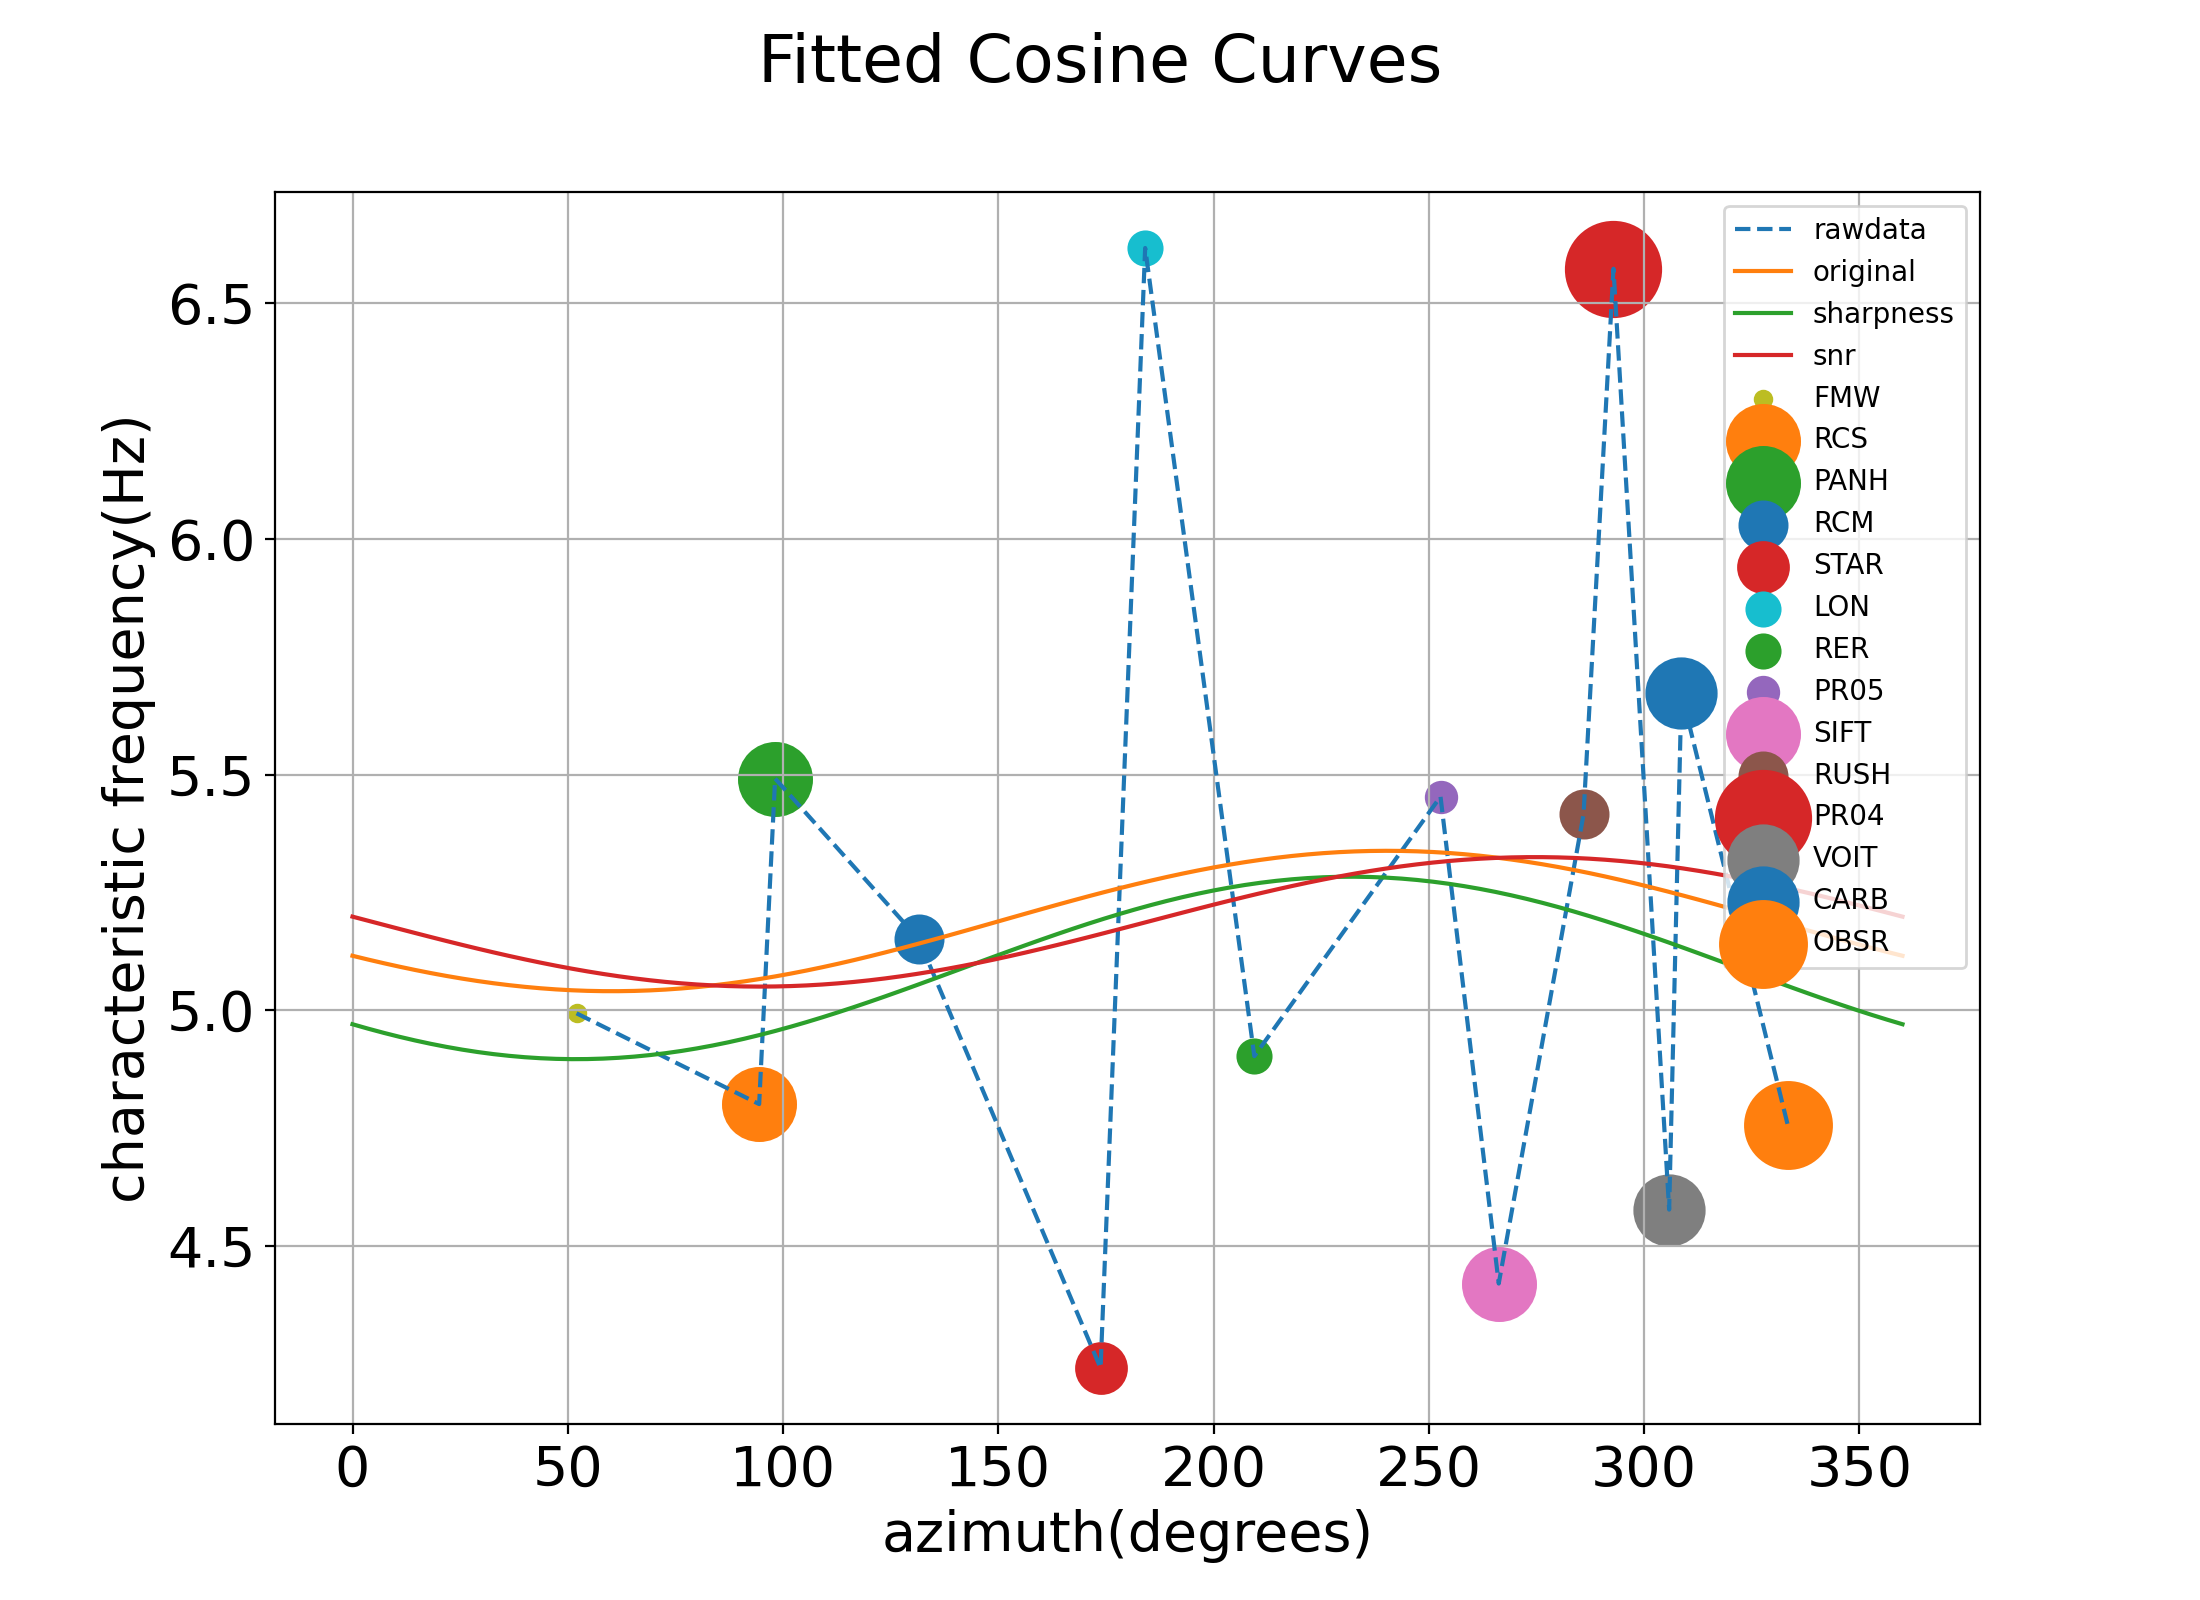 Fitted Cosine Curves
characteristic frequency(Hz)
6.5
6.0
5.5
5.0
4.5
rawdata
original
sharpness
snr
FMW
RCS
PANH
RCM
STAR
LON
RER
PR05
SIFT
RUSH
PR04
VOIT
CARB
OBSR
0 50 100 150 200 250 300 350
azimuth(degrees)